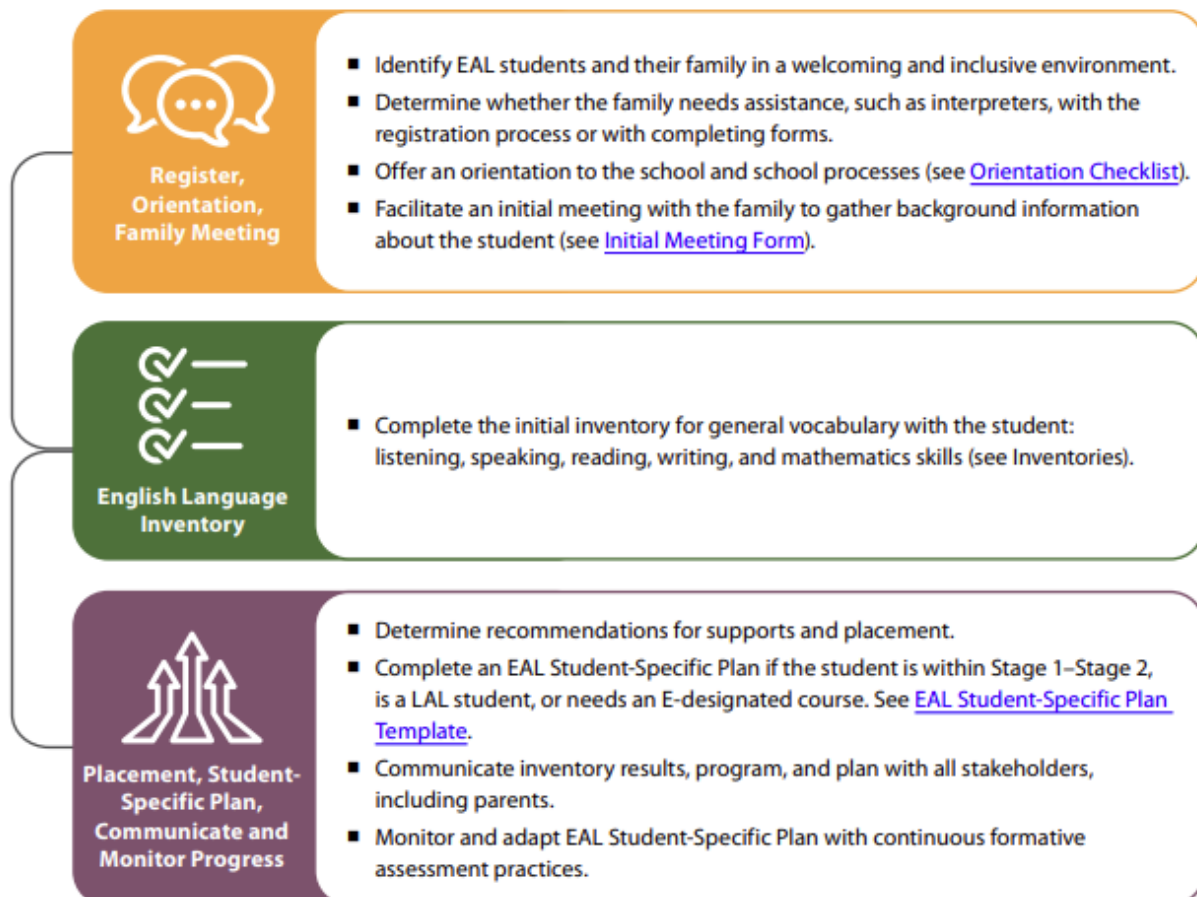 Register,
Orientation,
Family Meeting
■ Identify EAL students and their family in a welcoming and inclusive environment.
■ Determine whether the family needs assistance, such as interpreters, with the
registration process or with completing forms.
■ Offer an orientation to the school and school processes (see Orientation Checklist).
■ Facilitate an initial meeting with the family to gather background information
about the student (see Initial Meeting Form).
English Language
Inventory
■ Complete the initial inventory for general vocabulary with the student:
listening, speaking, reading, writing, and mathematics skills (see Inventories).
Placement, Student-
Specific Plan,
Communicate and
Monitor Progress
■ Determine recommendations for supports and placement.
■ Complete an EAL Student-Specific Plan if the student is within Stage 1–Stage 2,
is a LAL student, or needs an E-designated course. See EAL Student-Specific Plan
Template.
■ Communicate inventory results, program, and plan with all stakeholders,
including parents.
■ Monitor and adapt EAL Student-Specific Plan with continuous formative
assessment practices.